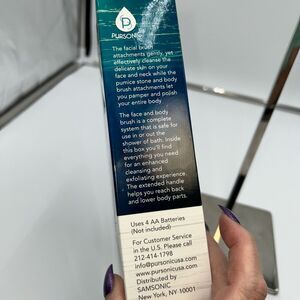 PURSONIC
The facial brush
attachments gently, yet
effectively cleanse the
delicate skin on your
face and neck while the
pumice stone and body
brush attachments let
you pamper and polish
your entire body
The face and body
brush is a complete
system that is safe for
use in or out the
shower of bath. Inside
this box you'll find
everything you need
for an enhanced
cleansing and
exfoliating experience.
The extended handle
helps you reach back
and lower body parts.
Uses 4 AA Batteries
(Not included)
For Customer Service
in the U.S. Please call
212-414-1798
info@pursonicusa.com
www.pursonicusa.com
Distributed by
SAMSONIC
New York, NY-10001